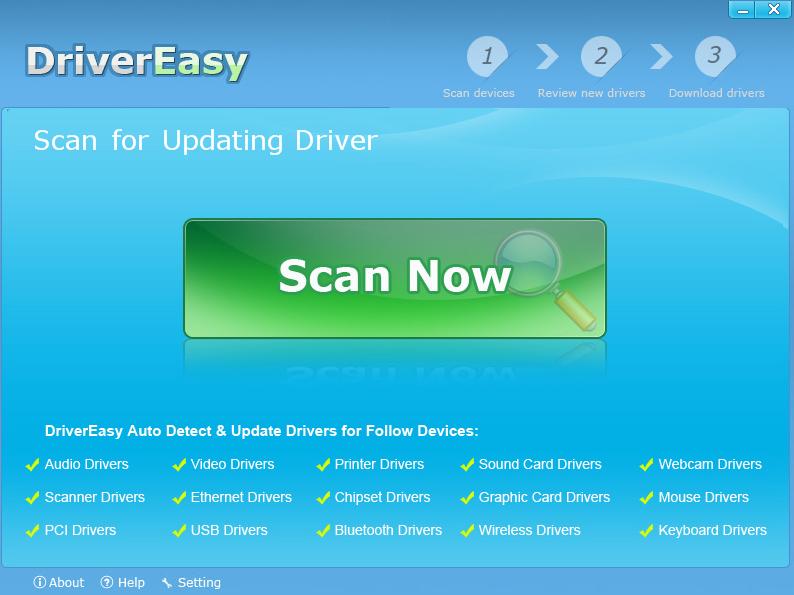 DriverEasy
1
2
3
Scan devices
Review new drivers
Download drivers
Scan for Updating Driver
Scan Now
Scan Now
DriverEasy Auto Detect & Update Drivers for Follow Devices:
Audio Drivers
Video Drivers
Printer Drivers
Sound Card Drivers
Webcam Drivers
Scanner Drivers
Ethernet Drivers
Chipset Drivers
Graphic Card Drivers
Mouse Drivers
PCI Drivers
USB Drivers
Bluetooth Drivers
Wireless Drivers
Keyboard Drivers
About
Help
Setting